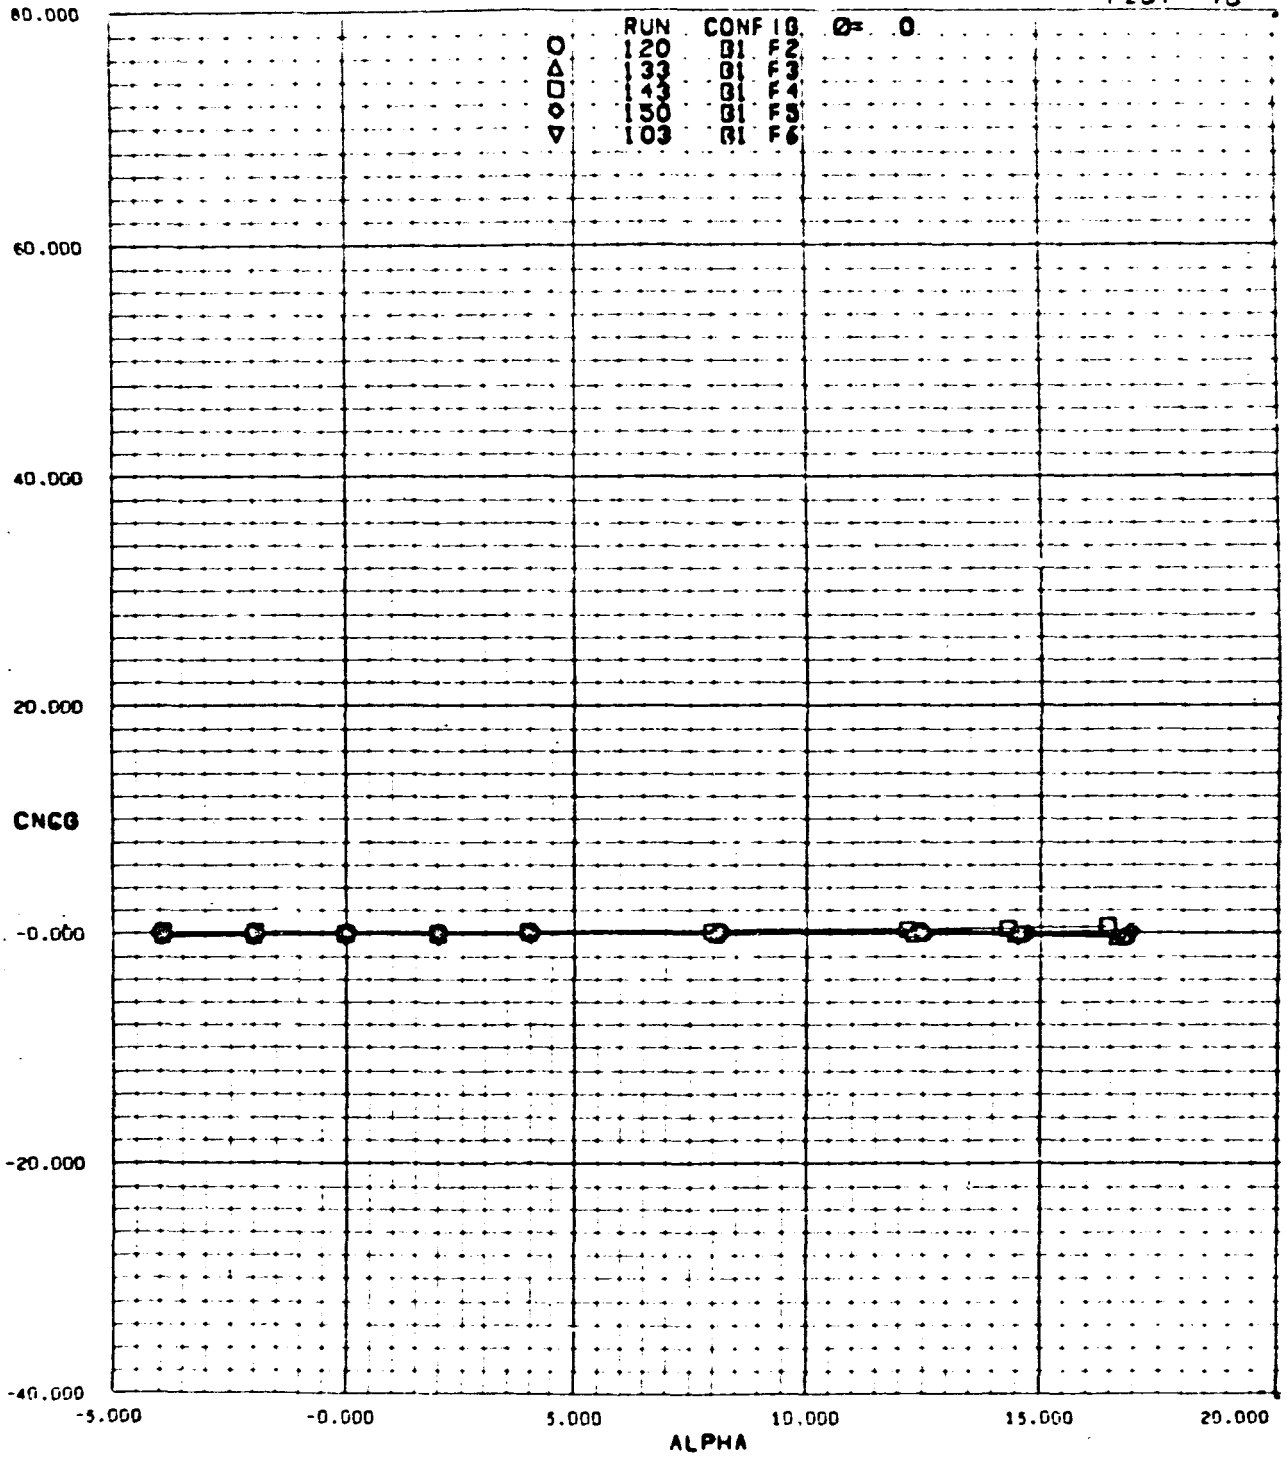 80.000
RUN CONFIG. Ø= 0
120 B1 F2
133 B1 F3
143 B1 F4
150 B1 F5
103 B1 F6
60.000
40.000
20.000
CNCG
-0.000
-20.000
-40.000
-5.000 -0.000 5.000 10.000 15.000 20.000
ALPHA